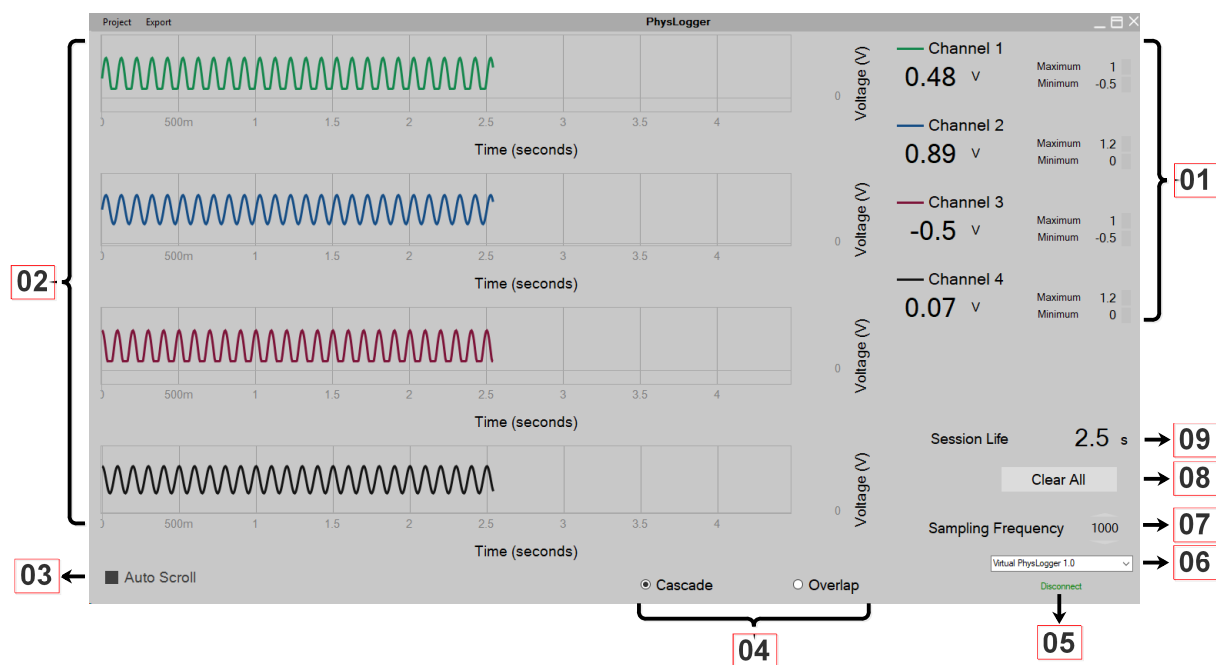 Project Export
PhysLogger
Voltage (V)
0
0 500m 1 1.5 2 2.5 3 3.5 4
Time (seconds)
Voltage (V)
0
500m 1 1.5 2 2.5 3 3.5 4
Time (seconds)
Voltage (V)
0
0 500m 1 1.5 2 2.5 3 3.5 4
Time (seconds)
Voltage (V)
0
0 500m 1 1.5 2 2.5 3 3.5 4
Time (seconds)
Channel 1
0.48 V
Maximum 1
Minimum -0.5
Channel 2
0.89 V
Maximum 1.2
Minimum 0
Channel 3
-0.5 V
Maximum 1
Minimum -0.5
Channel 4
0.07 V
Maximum 1.2
Minimum 0
Session Life 2.5 s
Clear All
Sampling Frequency 1000
Virtual PhysLogger 1.0
Disconnect
Auto Scroll
Cascade Overlap
01
02
03
04
05
06
07
08
09